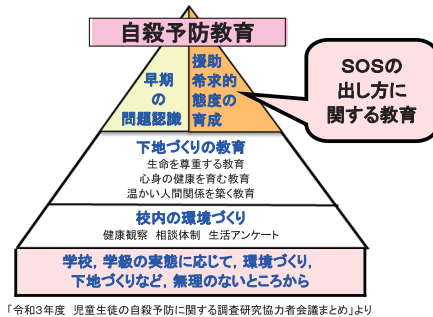 自殺予防教育
早期
の
問題認識
援助
希求的
態度の
育成
SOSの
出し方に
関する教育
下地づくりの教育
生命を尊重する教育
心身の健康を育む教育
温かい人間関係を築く教育
校内の環境づくり
健康観察 相談体制 生活アンケート
学校，学級の実態に応じて，環境づくり，
下地づくりなど，無理のないところから
「令和３年度 児童生徒の自殺予防に関する調査研究協力者会議まとめ」より